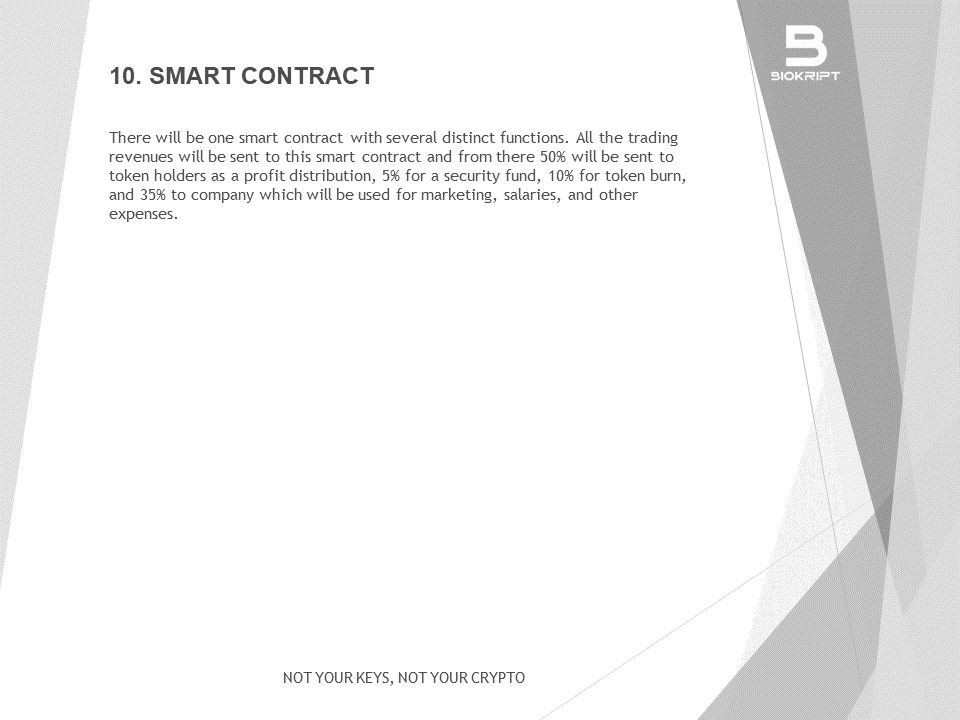 BIOKRIPT
10. SMART CONTRACT
There will be one smart contract with several distinct functions. All the trading
revenues will be sent to this smart contract and from there 50% will be sent to
token holders as a profit distribution, 5% for a security fund, 10% for token burn,
and 35% to company which will be used for marketing, salaries, and other
expenses.
NOT YOUR KEYS, NOT YOUR CRYPTO